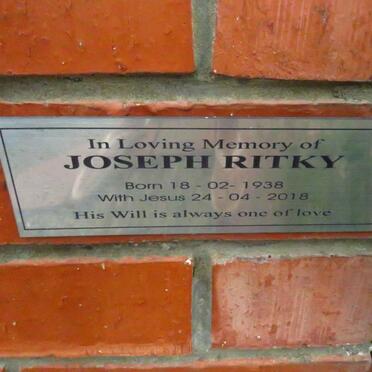 In Loving Memory of
JOSEPH RITKY
Born 18 - 02- 1938
With Jesus 24 - 04 - 2018
His Will is always one of love